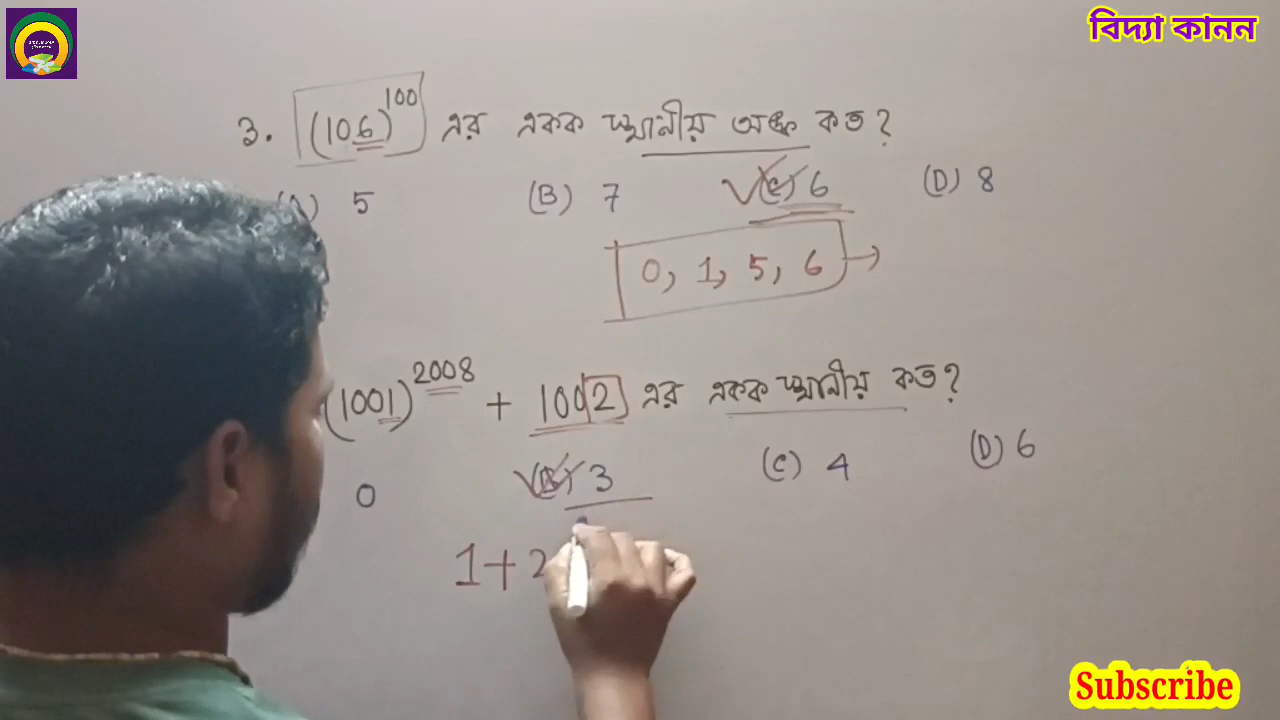 বিদ্যা কানন
3. (106)^100 এর একক স্থানীয় অঙ্ক কত?
(A) 5 (B) 7 (C) 6 (D) 8
0, 1, 5, 6 →
(1001)^2008 + 1002 এর একক স্থানীয় কত?
0 (B) 3 (C) 4 (D) 6
1+2
Subscribe